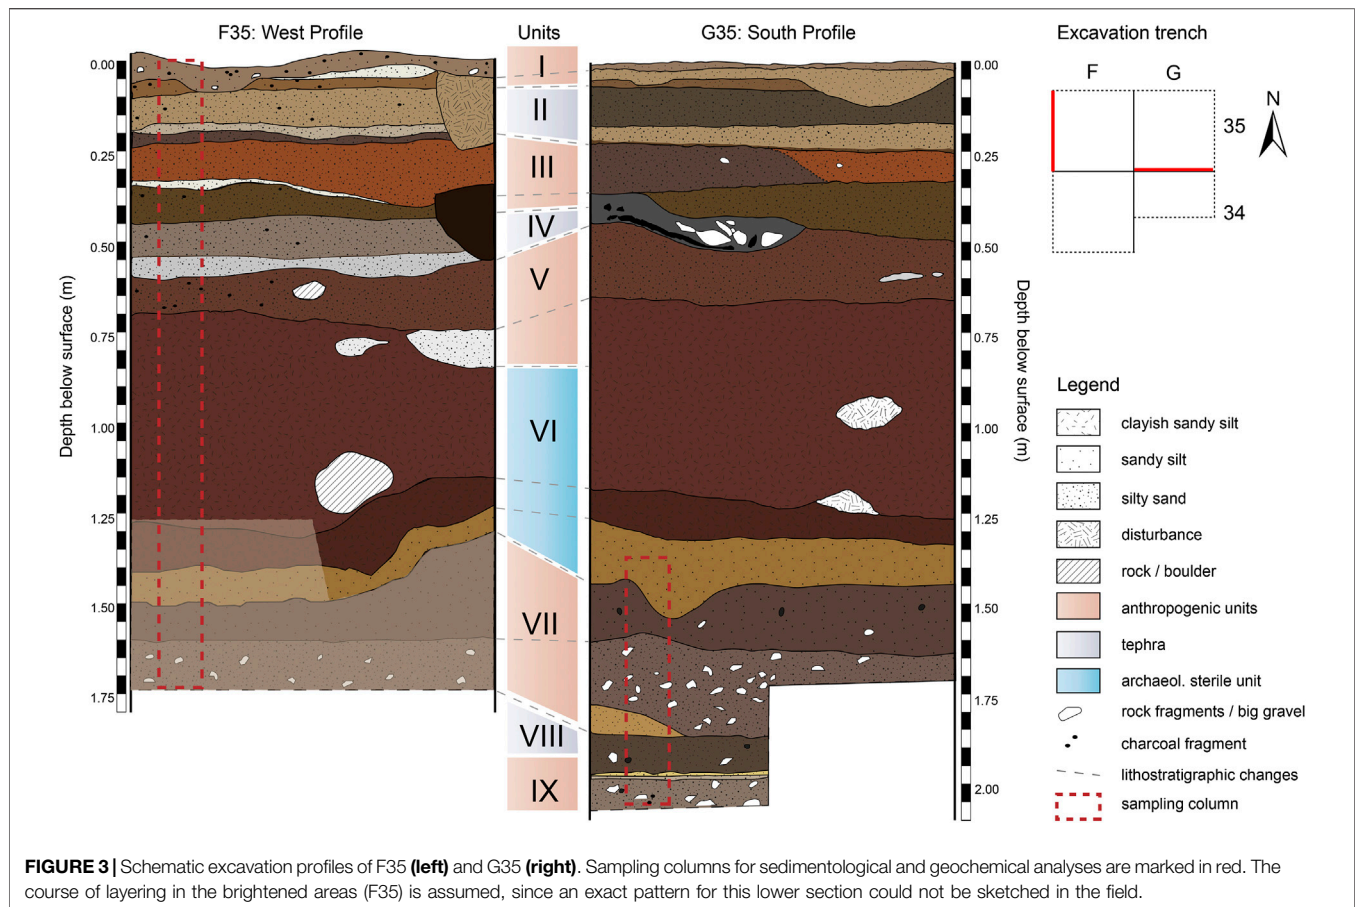 F35: West Profile
Units
G35: South Profile
Excavation trench
0.00
0.25
0.50
0.75
1.00
1.25
1.50
1.75
Depth below surface (m)
I
II
III
IV
V
VI
VII
VIII
IX
0.00
0.25
0.50
0.75
1.00
1.25
1.50
1.75
2.00
Depth below surface (m)
F G
N
35
34
Legend
clayish sandy silt
sandy silt
silty sand
disturbance
rock / boulder
anthropogenic units
tephra
archaeol. sterile unit
rock fragments / big gravel
charcoal fragment
lithostratigraphic changes
sampling column
FIGURE 3 | Schematic excavation profiles of F35 (left) and G35 (right). Sampling columns for sedimentological and geochemical analyses are marked in red. The
course of layering in the brightened areas (F35) is assumed, since an exact pattern for this lower section could not be sketched in the field.